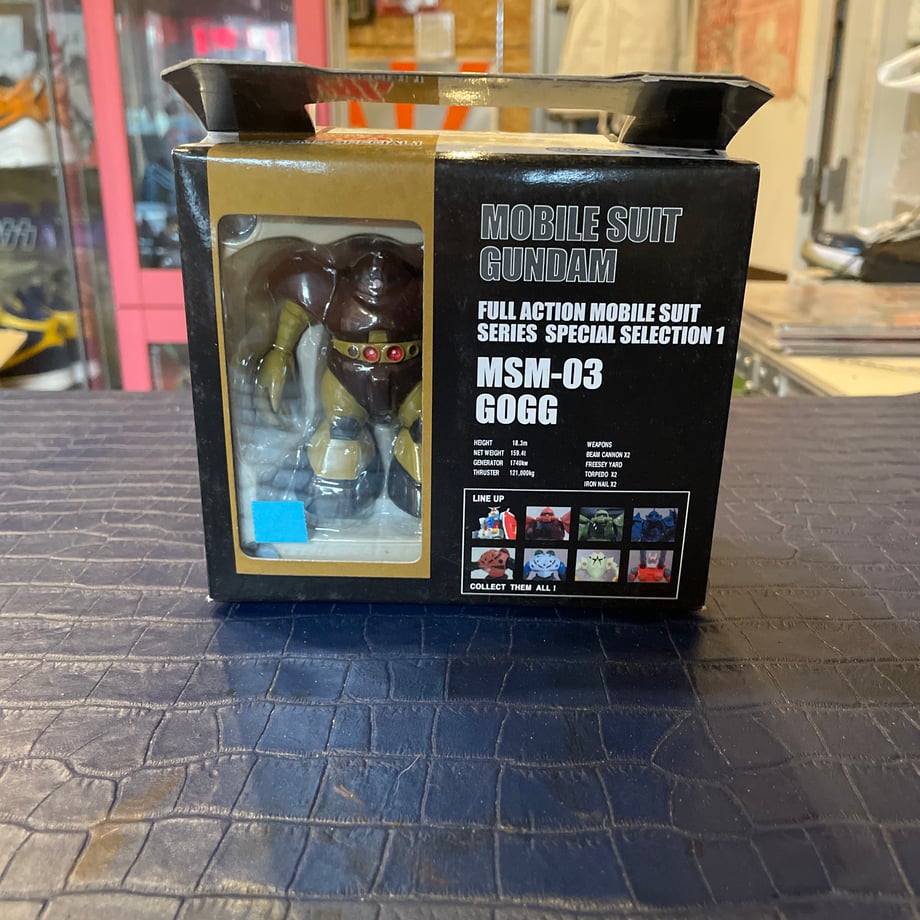 MOBILE SUIT
GUNDAM
FULL ACTION MOBILE SUIT
SERIES SPECIAL SELECTION 1
MSM-03
GOGG
HEIGHT 18.3m
NET WEIGHT 159.4t
GENERATOR 1740kw
THRUSTER 121,000kg
WEAPONS
BEAM CANNON X2
FREESEY YARD
TORPEDO X2
IRON NAIL X2
LINE UP
COLLECT THEM ALL !